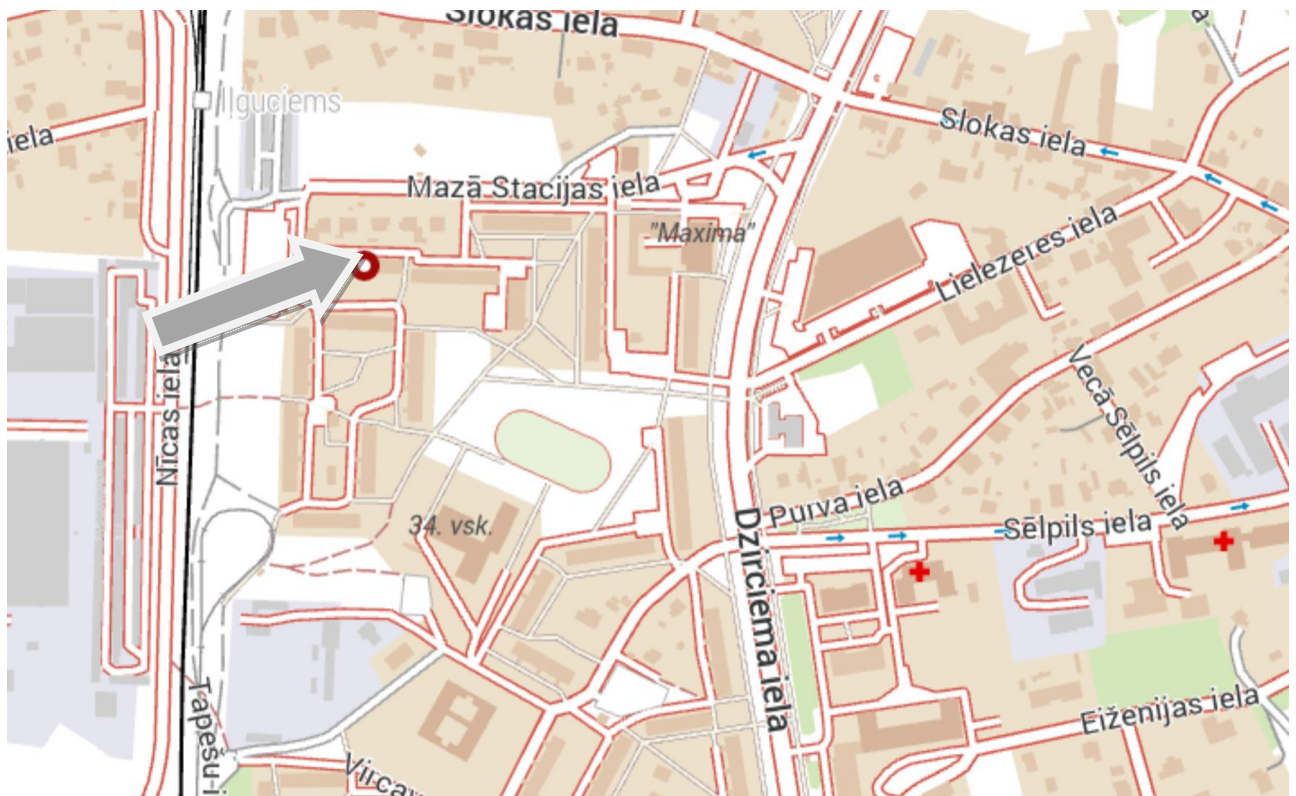 Slokas iela
Iļģuciems
iela
Slokas iela
Mazā Stacijas iela
"Maxima"
Lielezeres iela
Nīcas iela
Vecā Sēlpils iela
Purva iela
34. vsk.
Sēlpils iela
Dzirciema iela
Tapešu i
Eiženijas iela
Vircav